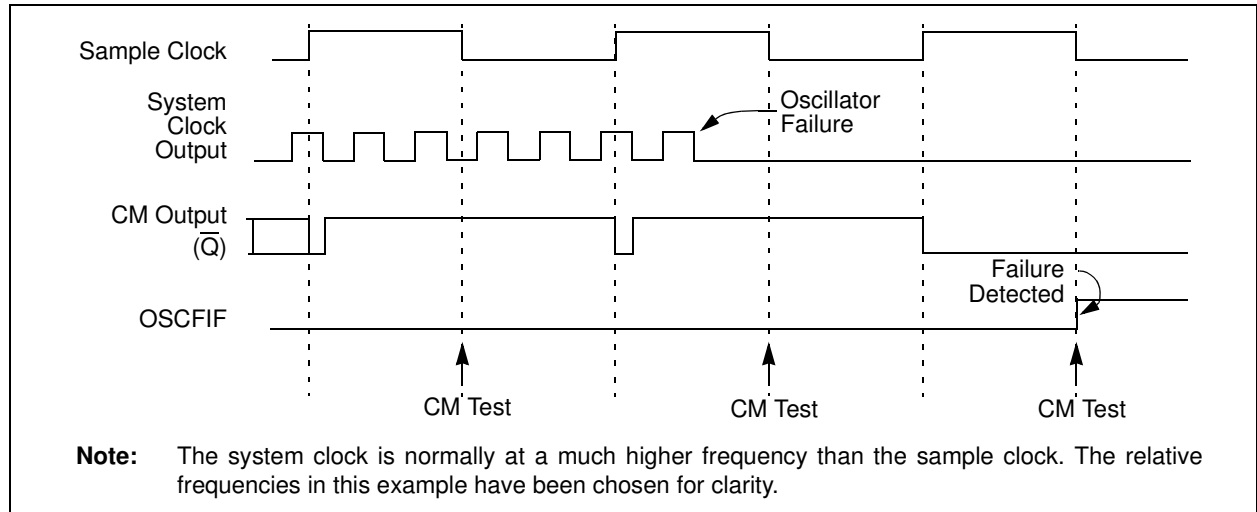 Sample Clock
System
Clock
Output
Oscillator
Failure
CM Output
(Q̅)
Failure
Detected
OSCFIF
CM Test
CM Test
CM Test
Note: The system clock is normally at a much higher frequency than the sample clock. The relative
frequencies in this example have been chosen for clarity.